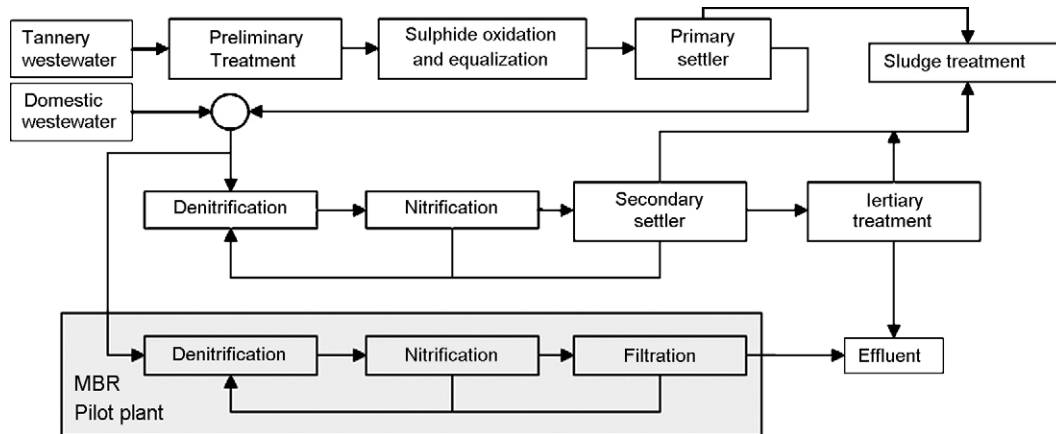 Tannery
westewater
Preliminary
Treatment
Sulphide oxidation
and equalization
Primary
settler
Sludge treatment
Domestic
westewater
Denitrification
Nitrification
Secondary
settler
Iertiary
treatment
Denitrification
Nitrification
Filtration
Effluent
MBR
Pilot plant